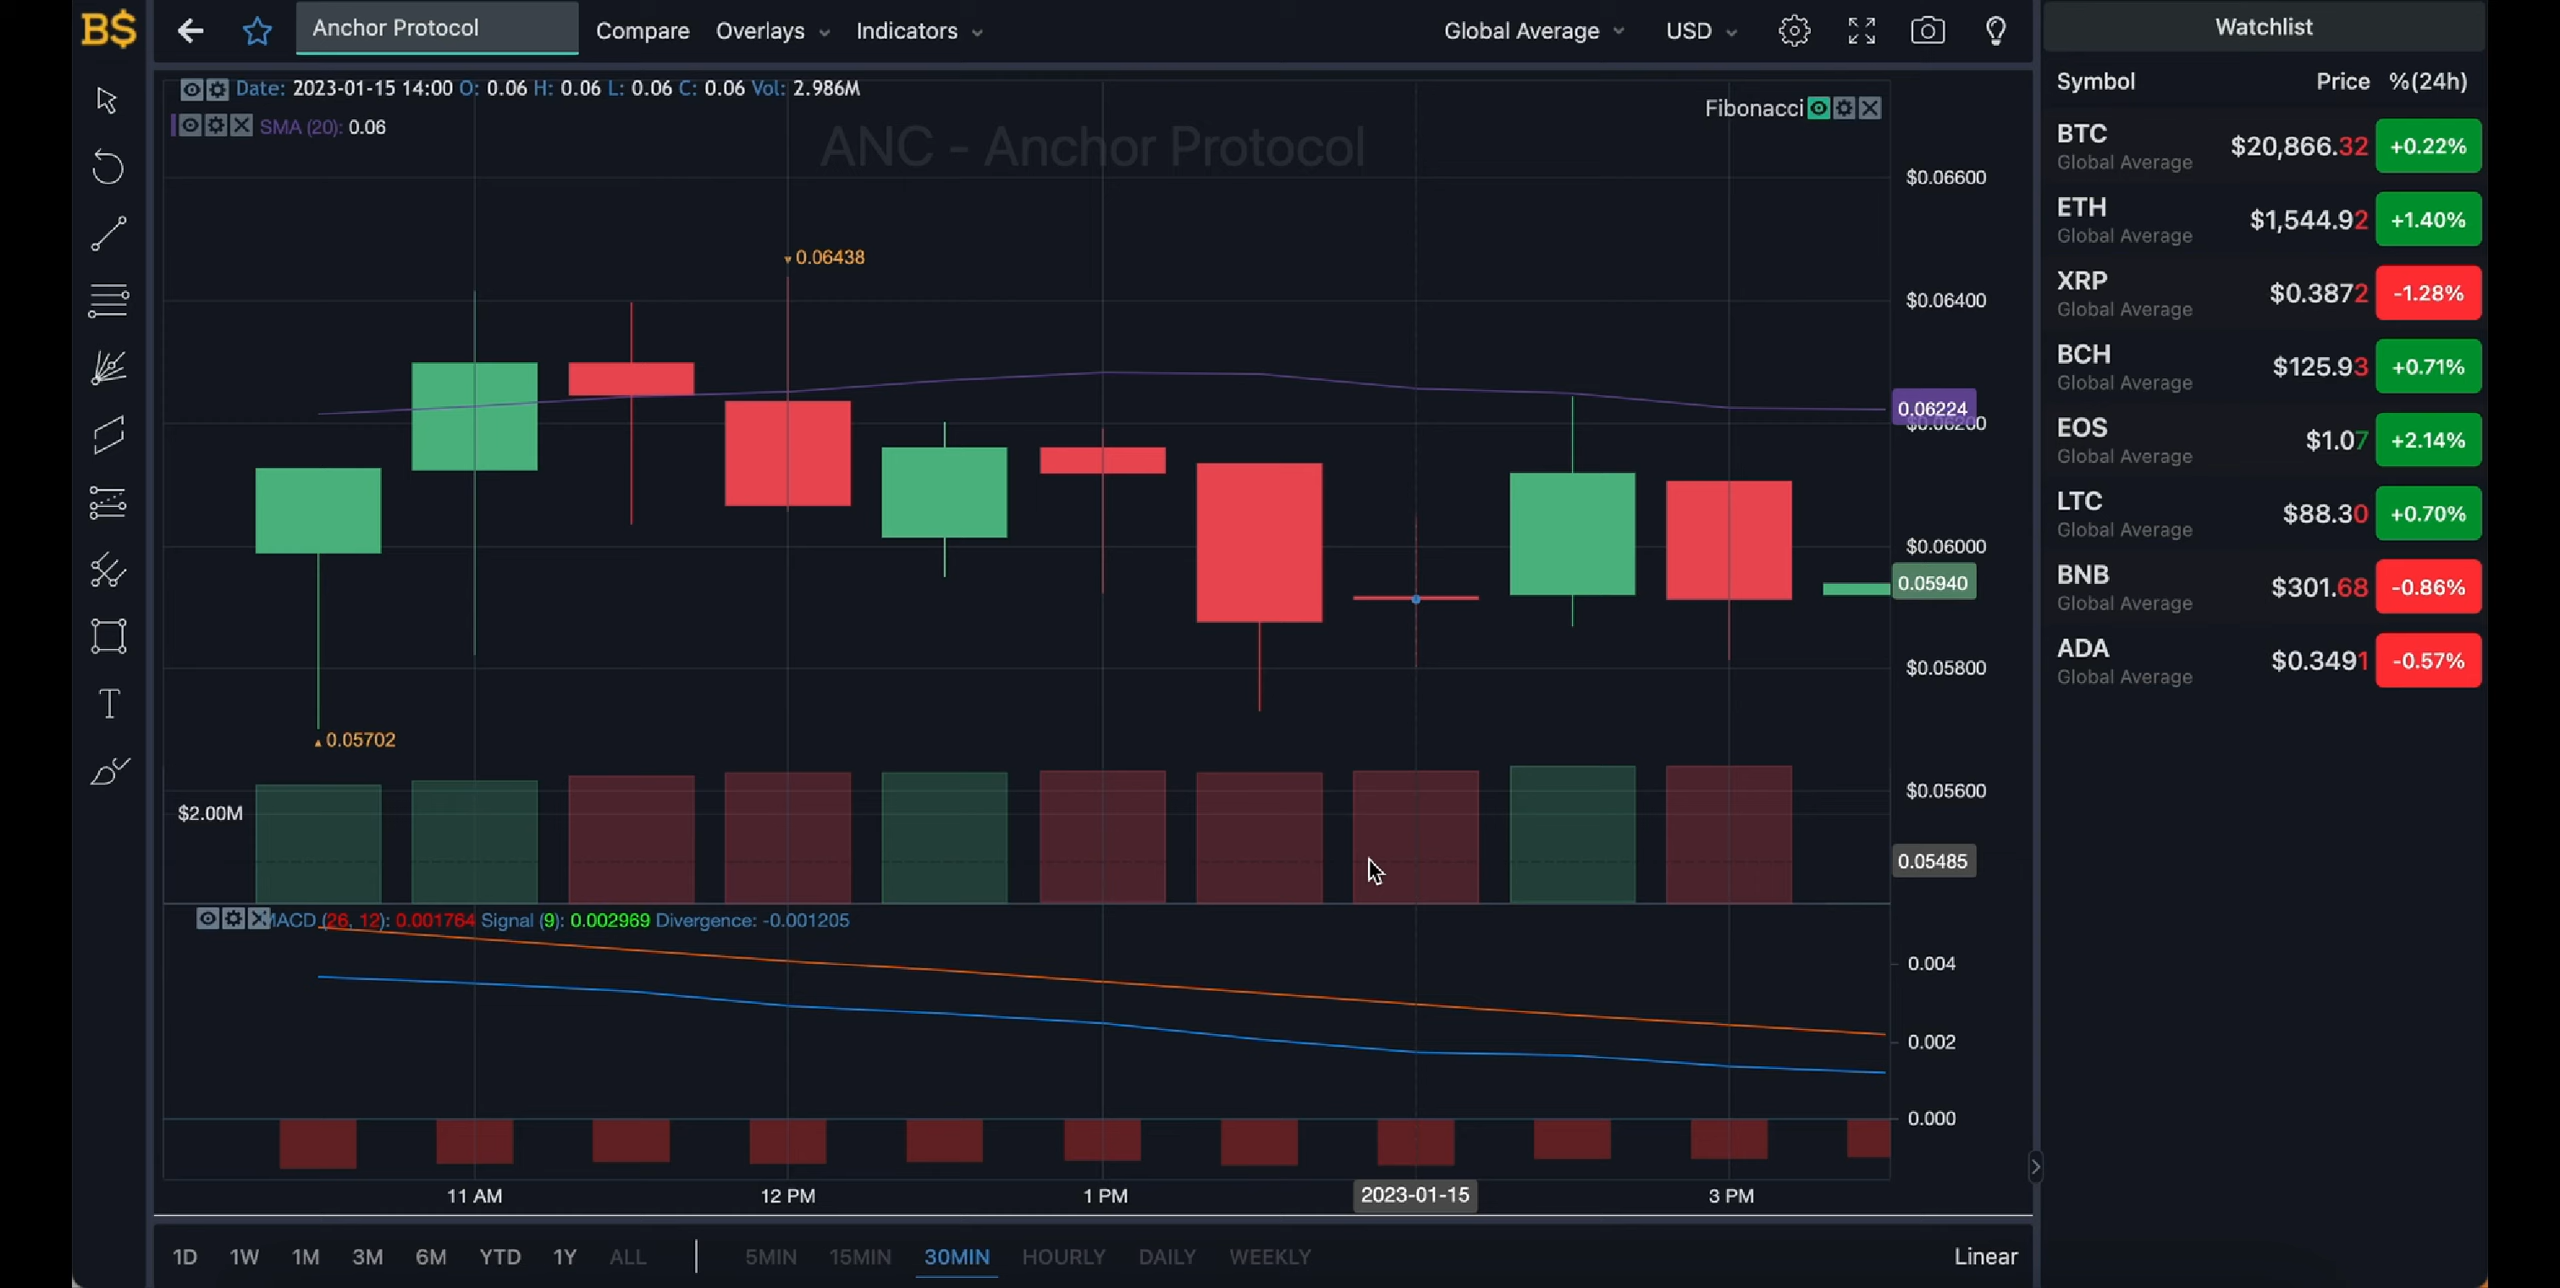 B$
Anchor Protocol
Compare
Overlays
Indicators
Global Average
USD
Date: 2023-01-15 14:00 O: 0.06 H: 0.06 L: 0.06 C: 0.06 Vol: 2.986M
SMA (20): 0.06
Fibonacci
ANC - Anchor Protocol
$0.06600
0.06438
$0.06400
0.06224
$0.06200
$0.06000
0.05940
$0.05800
0.05702
$0.05600
$2.00M
0.05485
MACD (26, 12): 0.001764 Signal (9): 0.002969 Divergence: -0.001205
0.004
0.002
0.000
11 AM 12 PM 1 PM 2023-01-15 3 PM
1D 1W 1M 3M 6M YTD 1Y ALL 5MIN 15MIN 30MIN HOURLY DAILY WEEKLY Linear
Watchlist
Symbol Price %(24h)
BTC $20,866.32 +0.22%
Global Average
ETH $1,544.92 +1.40%
Global Average
XRP $0.3872 -1.28%
Global Average
BCH $125.93 +0.71%
Global Average
EOS $1.07 +2.14%
Global Average
LTC $88.30 +0.70%
Global Average
BNB $301.68 -0.86%
Global Average
ADA $0.3491 -0.57%
Global Average